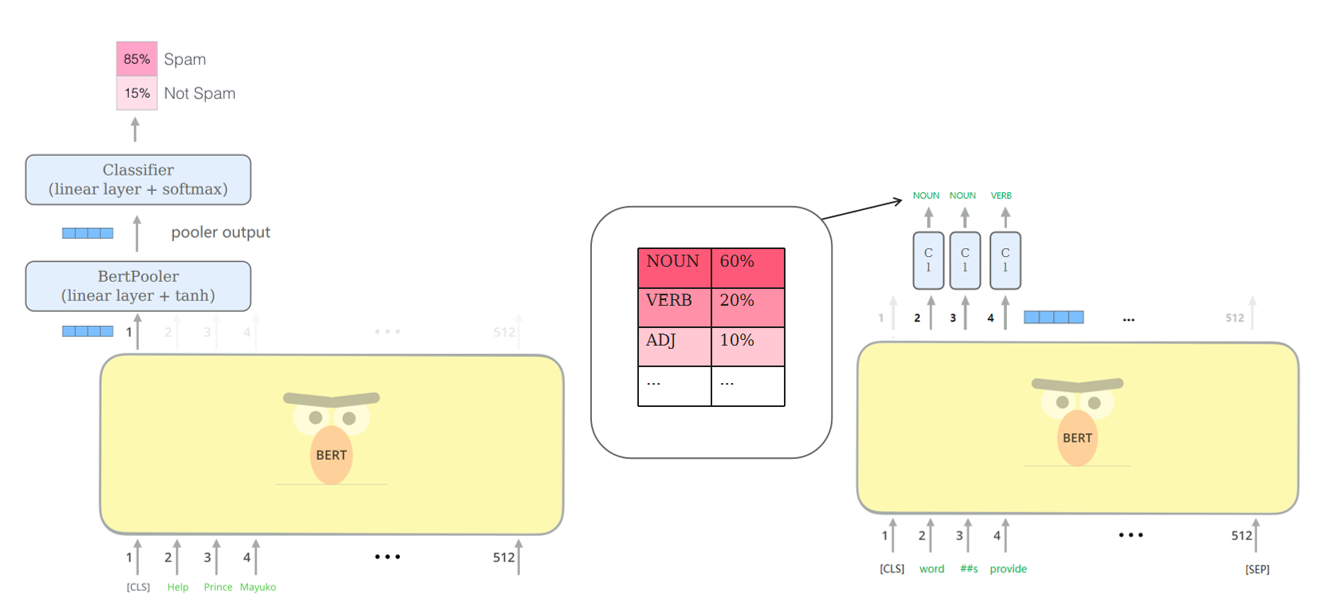 85% Spam
15% Not Spam
Classifier
(linear layer + softmax)
pooler output
BertPooler
(linear layer + tanh)
1 2 3 4 ... 512
BERT
1 2 3 4 ... 512
[CLS] Help Prince Mayuko
NOUN 60%
VERB 20%
ADJ 10%
... ...
NOUN NOUN VERB
C C C
l l l
1 2 3 4 ... 512
BERT
1 2 3 4 ... 512
[CLS] word ##s provide [SEP]